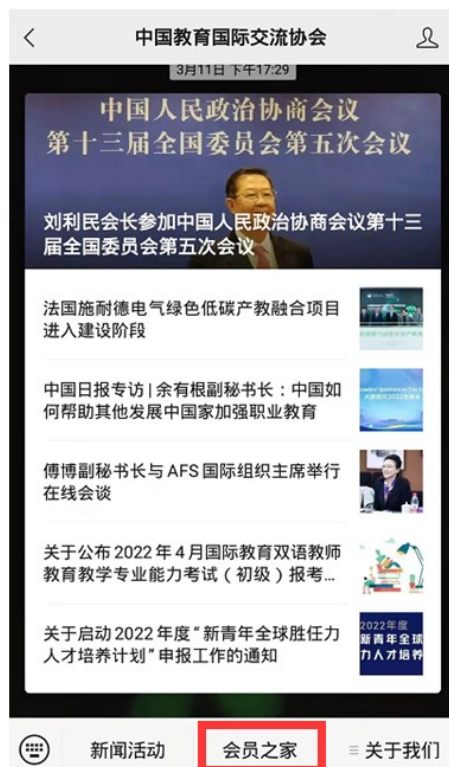 中国教育国际交流协会
3月11日 下午17:29
中国人民政治协商会议
第十三届全国委员会第五次会议
刘利民会长参加中国人民政治协商会议第十三
届全国委员会第五次会议
法国施耐德电气绿色低碳产教融合项目
进入建设阶段
中国日报专访|余有根副秘书长：中国如
何帮助其他发展中国家加强职业教育
傅博副秘书长与 AFS 国际组织主席举行
在线会谈
关于公布 2022 年 4 月国际教育双语教师
教育教学专业能力考试（初级）报考...
关于启动 2022 年度“新青年全球胜任力
人才培养计划”申报工作的通知
2022年度
新青年全球
力人才培养
新闻活动
会员之家
关于我们